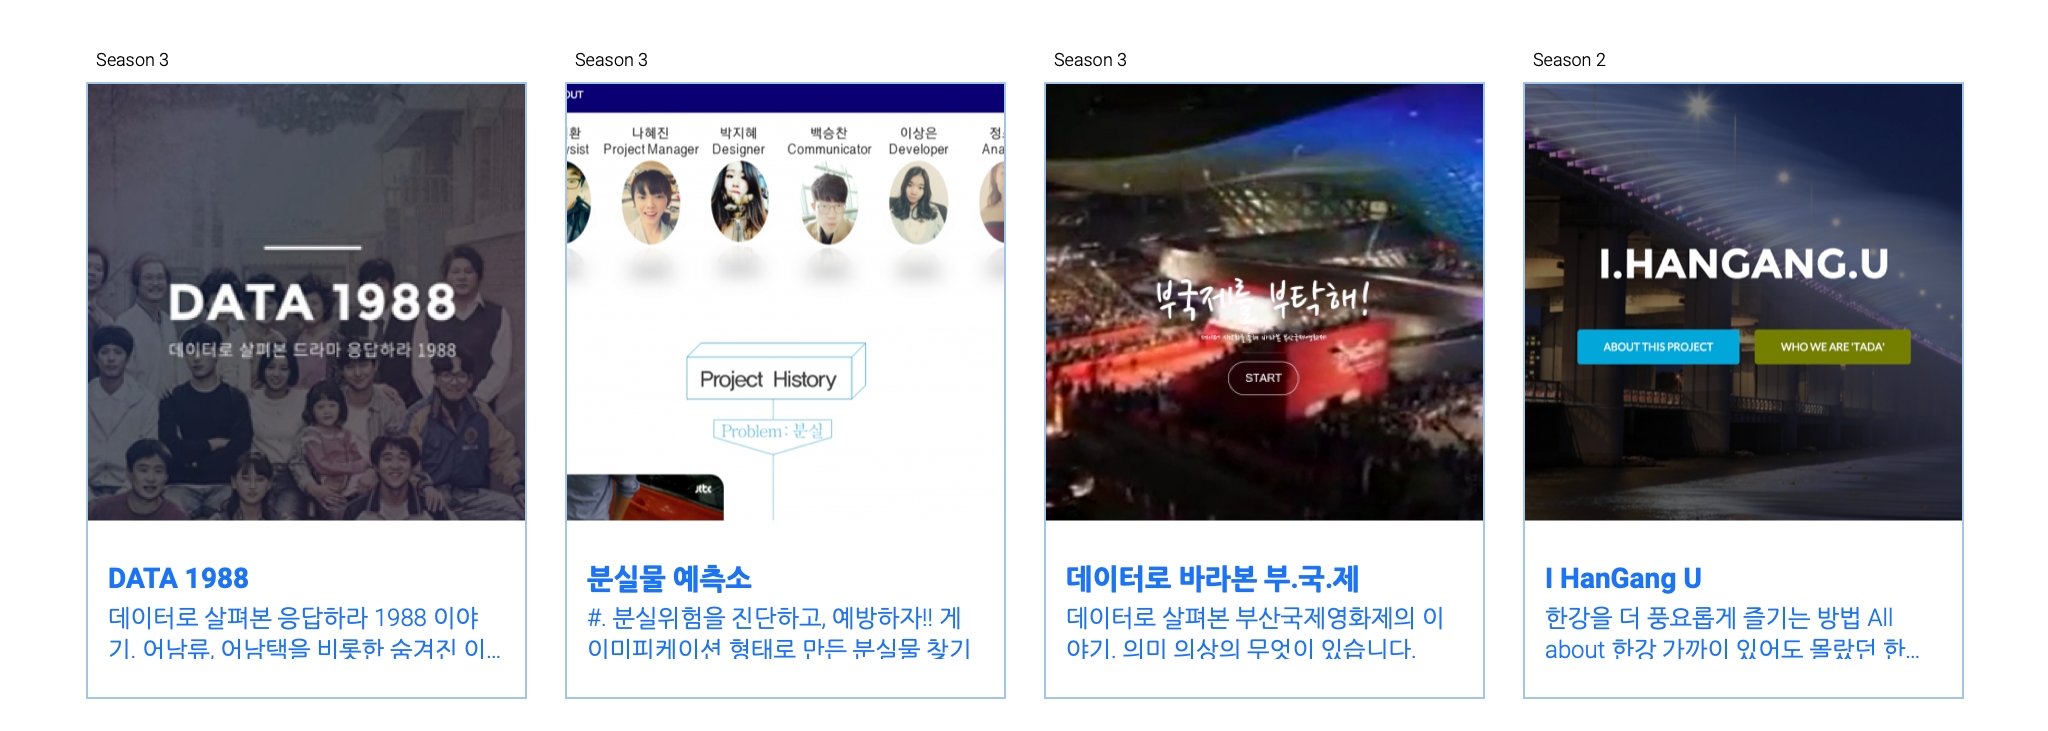 Season 3
DATA 1988
데이터로 살펴본 드라마 응답하라 1988
DATA 1988
데이터로 살펴본 응답하라 1988 이야
기. 어남류, 어남택을 비롯한 숨겨진 이...
Season 3
OUT
환
나혜진
박지혜
백승찬
이상은
정
ysist
Project Manager
Designer
Communicator
Developer
Ana
Project History
Problem : 분실
jtbc
분실물 예측소
#. 분실위험을 진단하고, 예방하자!! 게
이미피케이션 형태로 만든 분실물 찾기
Season 3
부국제를 부탁해!
START
데이터로 바라본 부.국.제
데이터로 살펴본 부산국제영화제의 이
야기. 의미 의상의 무엇이 있습니다.
Season 2
I.HANGANG.U
ABOUT THIS PROJECT
WHO WE ARE 'TADA'
I HanGang U
한강을 더 풍요롭게 즐기는 방법 All
about 한강 가까이 있어도 몰랐던 한...